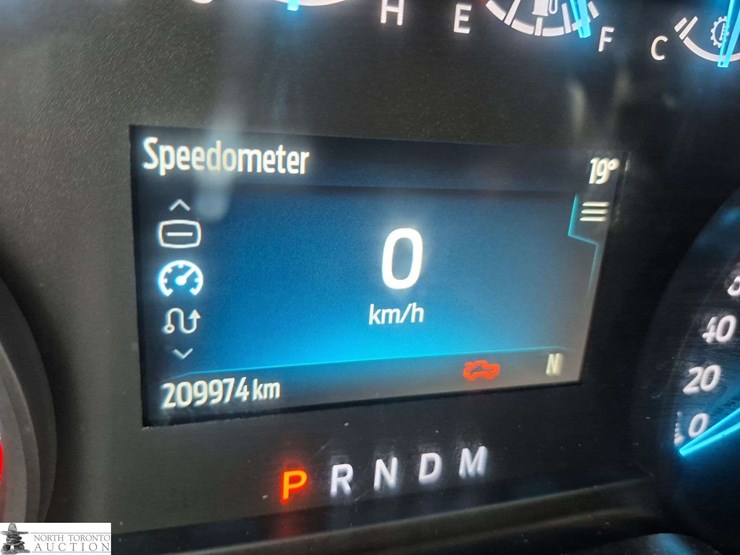 H E F C
Speedometer 19°
0
km/h
209974 km N
P R N D M
40
20
0
NORTH TORONTO
AUCTION